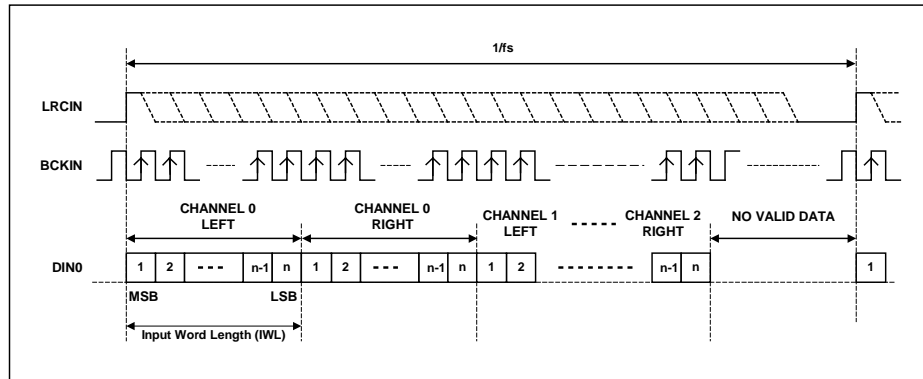 1/fs
LRCIN
BCKIN
CHANNEL 0
LEFT
CHANNEL 0
RIGHT
CHANNEL 1
LEFT
CHANNEL 2
RIGHT
NO VALID DATA
DIN0
1 2 n-1 n 1 2 n-1 n 1 2 n-1 n 1
MSB LSB
Input Word Length (IWL)